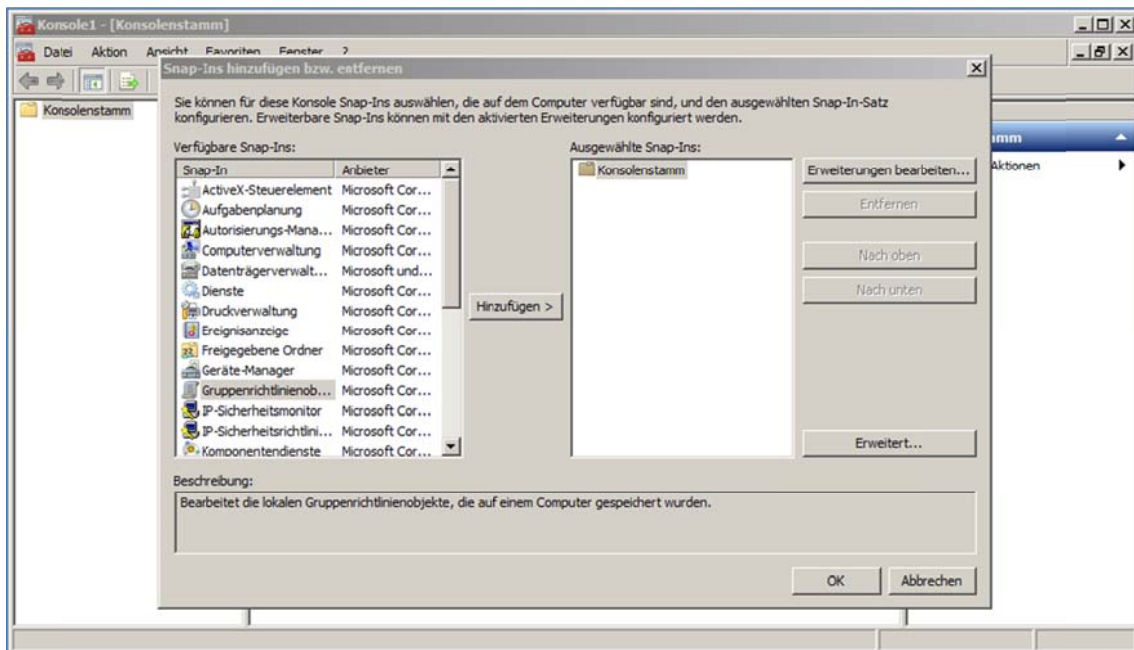 Konsole1 - [Konsolenstamm]
Datei Aktion Ansicht Favoriten Fenster ?
Snap-Ins hinzufügen bzw. entfernen
Konsolenstamm
Sie können für diese Konsole Snap-Ins auswählen, die auf dem Computer verfügbar sind, und den ausgewählten Snap-In-Satz
konfigurieren. Erweiterbare Snap-Ins können mit den aktivierten Erweiterungen konfiguriert werden.
Verfügbare Snap-Ins:
Snap-In Anbieter
ActiveX-Steuerelement Microsoft Cor...
Aufgabenplanung Microsoft Cor...
Autorisierungs-Mana... Microsoft Cor...
Computerverwaltung Microsoft Cor...
Datenträgerverwalt... Microsoft und...
Dienste Microsoft Cor...
Druckverwaltung Microsoft Cor...
Ereignisanzeige Microsoft Cor...
Freigegebene Ordner Microsoft Cor...
Geräte-Manager Microsoft Cor...
Gruppenrichtlinienob... Microsoft Cor...
IP-Sicherheitsmonitor Microsoft Cor...
IP-Sicherheitsrichtlini... Microsoft Cor...
Komponentendienste Microsoft Cor...
Hinzufügen >
Ausgewählte Snap-Ins:
Konsolenstamm
Erweiterungen bearbeiten...
Entfernen
Nach oben
Nach unten
Erweitert...
Beschreibung:
Bearbeitet die lokalen Gruppenrichtlinienobjekte, die auf einem Computer gespeichert wurden.
OK Abbrechen
mm
Aktionen